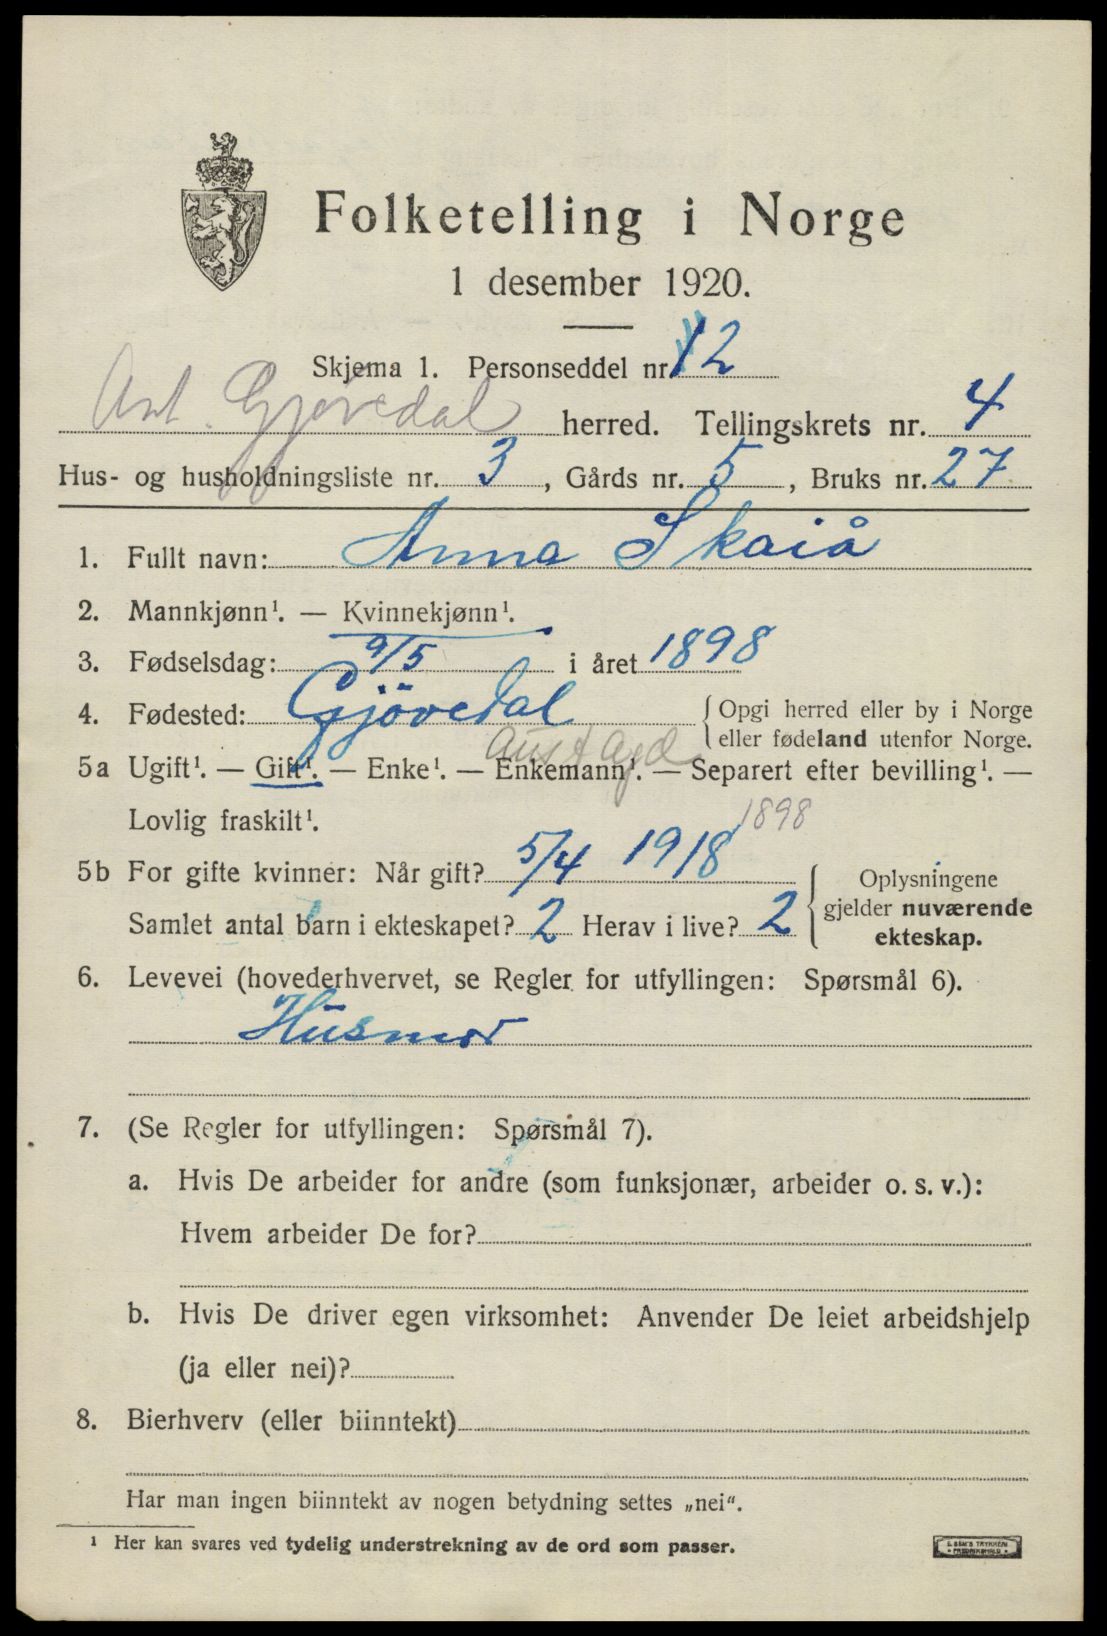 Folketelling i Norge
1 desember 1920.
Skjema 1. Personseddel nr. 2
Gjövedal herred. Tellingskrets nr. 4
Hus- og husholdningsliste nr. 3, Gårds nr. 5, Bruks nr. 27
1. Fullt navn: Anna Skaiå
2. Mannkjønn¹. — Kvinnekjønn¹.
3. Fødselsdag: 9/5 i året 1898
4. Fødested: Gjövedal { Opgi herred eller by i Norge
eller fødeland utenfor Norge.
Aust Agd.
5a Ugift¹. — Gift¹. — Enke¹. — Enkemann¹. — Separert efter bevilling¹. —
Lovlig fraskilt¹.
1898
5b For gifte kvinner: Når gift? 5/4 1918
Samlet antal barn i ekteskapet? 2 Herav i live? 2
{ Oplysningene
gjelder nuværende
ekteskap.
6. Levevei (hovederhvervet, se Regler for utfyllingen: Spørsmål 6).
Husmor
7. (Se Regler for utfyllingen: Spørsmål 7).
a. Hvis De arbeider for andre (som funksjonær, arbeider o. s. v.):
Hvem arbeider De for?
b. Hvis De driver egen virksomhet: Anvender De leiet arbeidshjelp
(ja eller nei)?
8. Bierhverv (eller biinntekt)
Har man ingen biinntekt av nogen betydning settes „nei“.
¹ Her kan svares ved tydelig understrekning av de ord som passer.